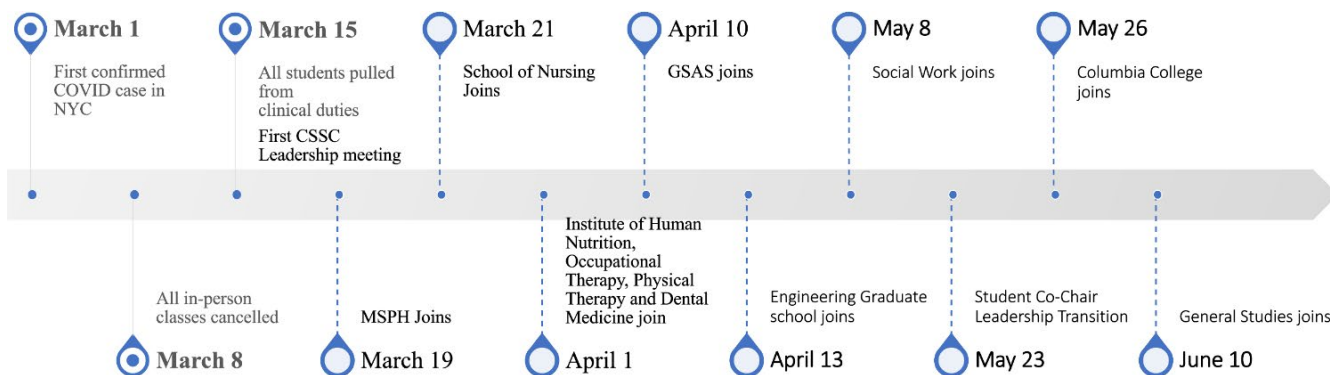 March 1
First confirmed
COVID case in
NYC
March 15
All students pulled
from
clinical duties
First CSSC
Leadership meeting
March 21
School of Nursing
Joins
April 10
GSAS joins
May 8
Social Work joins
May 26
Columbia College
joins
All in-person
classes cancelled
March 8
MSPH Joins
March 19
Institute of Human
Nutrition,
Occupational
Therapy, Physical
Therapy and Dental
Medicine join
April 1
Engineering Graduate
school joins
April 13
Student Co-Chair
Leadership Transition
May 23
General Studies joins
June 10